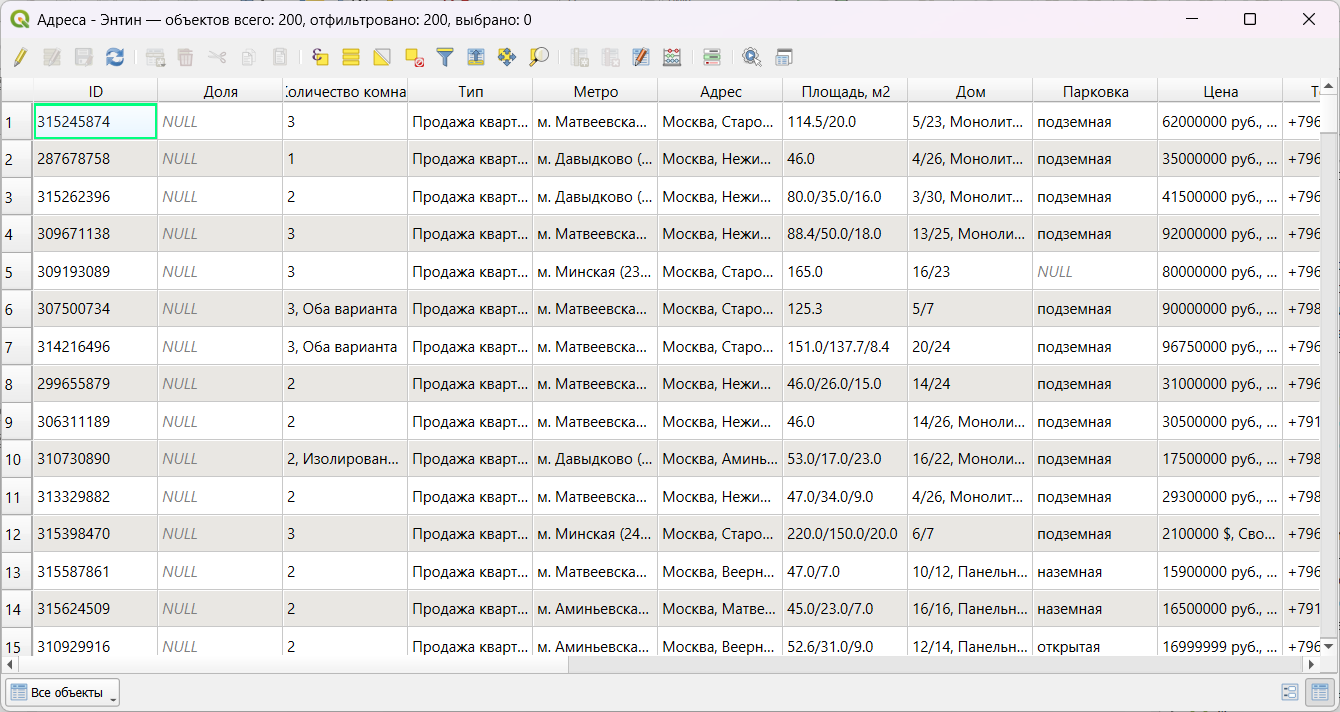 Адреса - Энтин — объектов всего: 200, отфильтровано: 200, выбрано: 0
ID Доля Количество комна Тип Метро Адрес Площадь, м2 Дом Парковка Цена Т
1 315245874 NULL 3 Продажа кварт... м. Матвеевска... Москва, Старо... 114.5/20.0 5/23, Монолит... подземная 62000000 руб., ... +796
2 287678758 NULL 1 Продажа кварт... м. Давыдково (... Москва, Нежи... 46.0 4/26, Монолит... подземная 35000000 руб., ... +796
3 315262396 NULL 2 Продажа кварт... м. Давыдково (... Москва, Нежи... 80.0/35.0/16.0 3/30, Монолит... подземная 41500000 руб., ... +796
4 309671138 NULL 3 Продажа кварт... м. Матвеевска... Москва, Нежи... 88.4/50.0/18.0 13/25, Моноли... подземная 92000000 руб., ... +796
5 309193089 NULL 3 Продажа кварт... м. Минская (23... Москва, Старо... 165.0 16/23 NULL 80000000 руб., ... +796
6 307500734 NULL 3, Оба варианта Продажа кварт... м. Матвеевска... Москва, Старо... 125.3 5/7 подземная 90000000 руб., ... +798
7 314216496 NULL 3, Оба варианта Продажа кварт... м. Матвеевска... Москва, Старо... 151.0/137.7/8.4 20/24 подземная 96750000 руб., ... +796
8 299655879 NULL 2 Продажа кварт... м. Матвеевска... Москва, Нежи... 46.0/26.0/15.0 14/24 подземная 31000000 руб., ... +796
9 306311189 NULL 2 Продажа кварт... м. Матвеевска... Москва, Нежи... 46.0 14/26, Моноли... подземная 30500000 руб., ... +791
10 310730890 NULL 2, Изолирован... Продажа кварт... м. Давыдково (... Москва, Аминь... 53.0/17.0/23.0 16/22, Моноли... подземная 17500000 руб., ... +798
11 313329882 NULL 2 Продажа кварт... м. Матвеевска... Москва, Нежи... 47.0/34.0/9.0 4/26, Монолит... подземная 29300000 руб., ... +798
12 315398470 NULL 3 Продажа кварт... м. Минская (24... Москва, Старо... 220.0/150.0/20.0 6/7 подземная 2100000 $, Сво... +796
13 315587861 NULL 2 Продажа кварт... м. Матвеевска... Москва, Веерн... 47.0/7.0 10/12, Панельн... наземная 15900000 руб., ... +796
14 315624509 NULL 2 Продажа кварт... м. Аминьевска... Москва, Матве... 45.0/23.0/7.0 16/16, Панельн... наземная 16500000 руб., ... +791
15 310929916 NULL 2 Продажа кварт... м. Аминьевска... Москва, Веерн... 52.6/31.0/9.0 12/14, Панельн... открытая 16999999 руб., ... +796
Все объекты